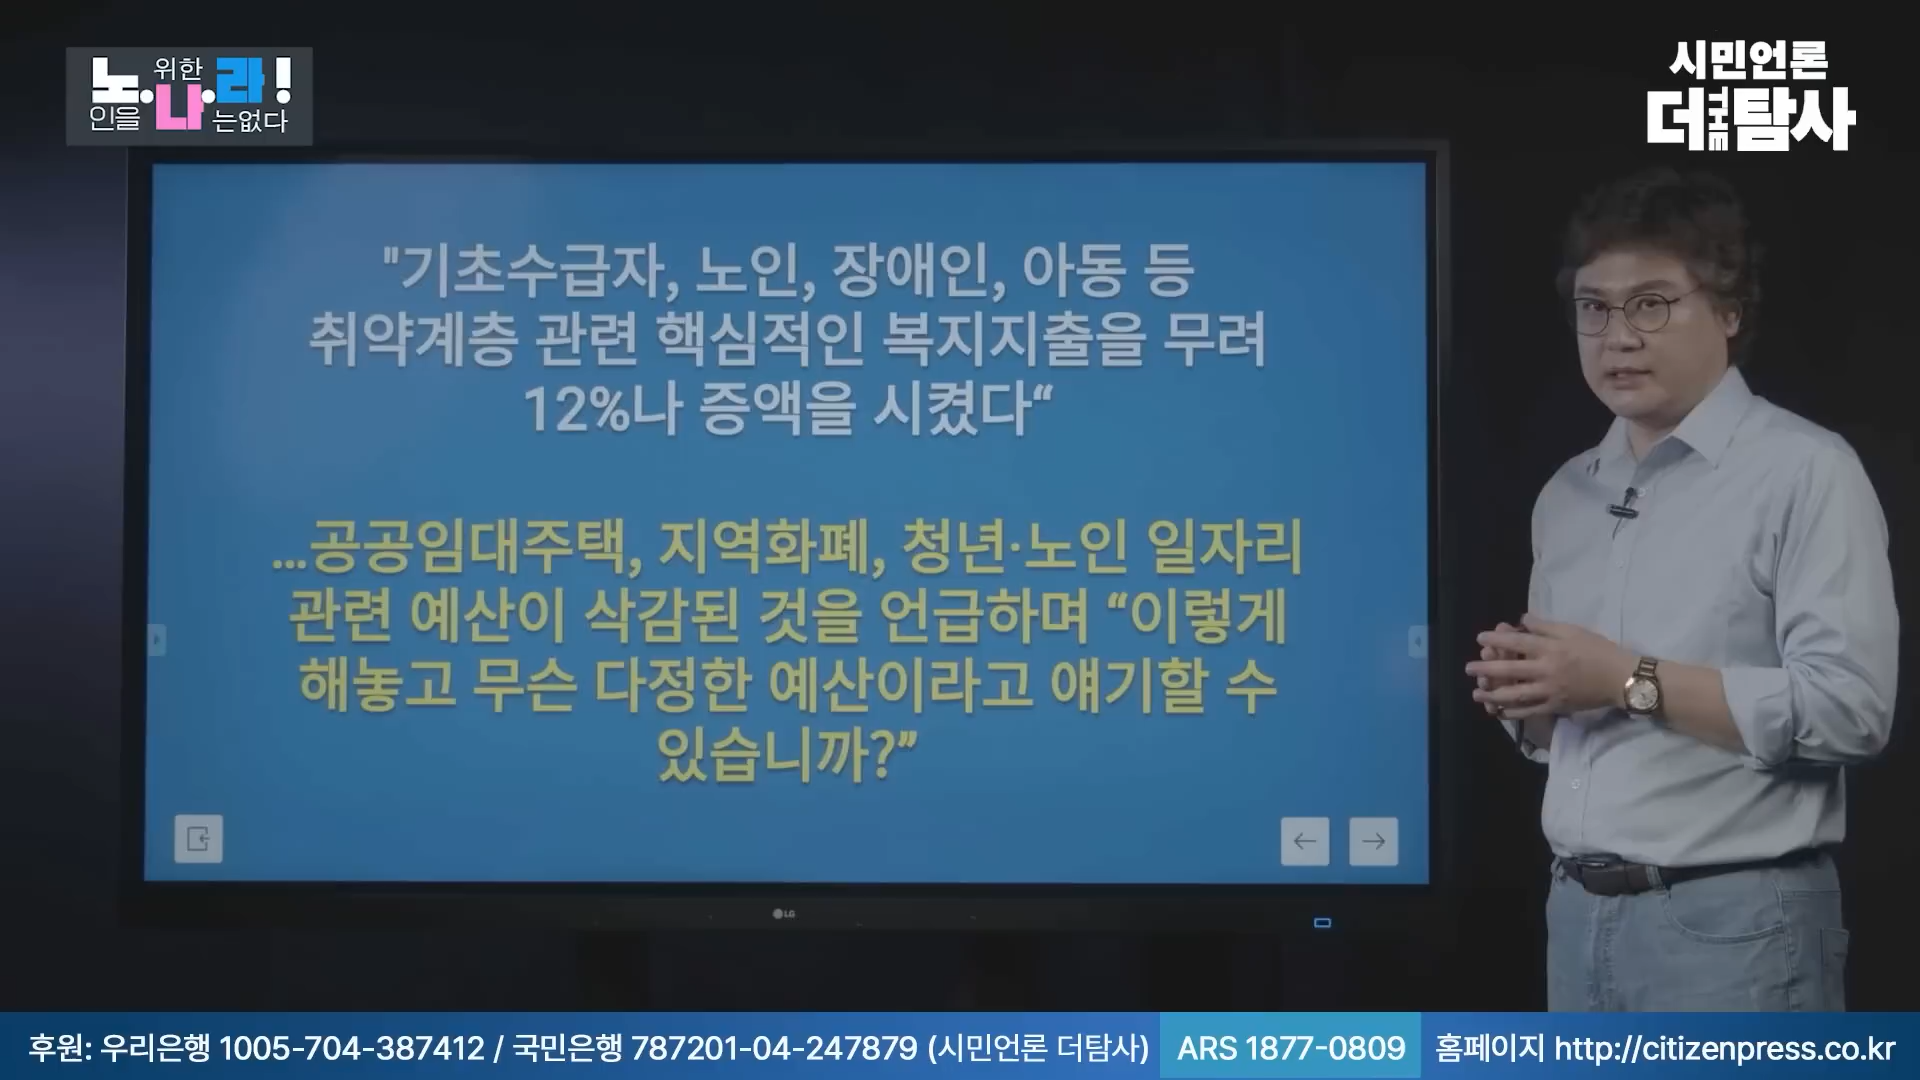 노.위한나.라!
인을 는없다
시민언론
더탐사
"기초수급자, 노인, 장애인, 아동 등
취약계층 관련 핵심적인 복지지출을 무려
12%나 증액을 시켰다“
...공공임대주택, 지역화폐, 청년·노인 일자리
관련 예산이 삭감된 것을 언급하며 “이렇게
해놓고 무슨 다정한 예산이라고 얘기할 수
있습니까?”
LG
후원: 우리은행 1005-704-387412 / 국민은행 787201-04-247879 (시민언론 더탐사) ARS 1877-0809 홈페이지 http://citizenpress.co.kr